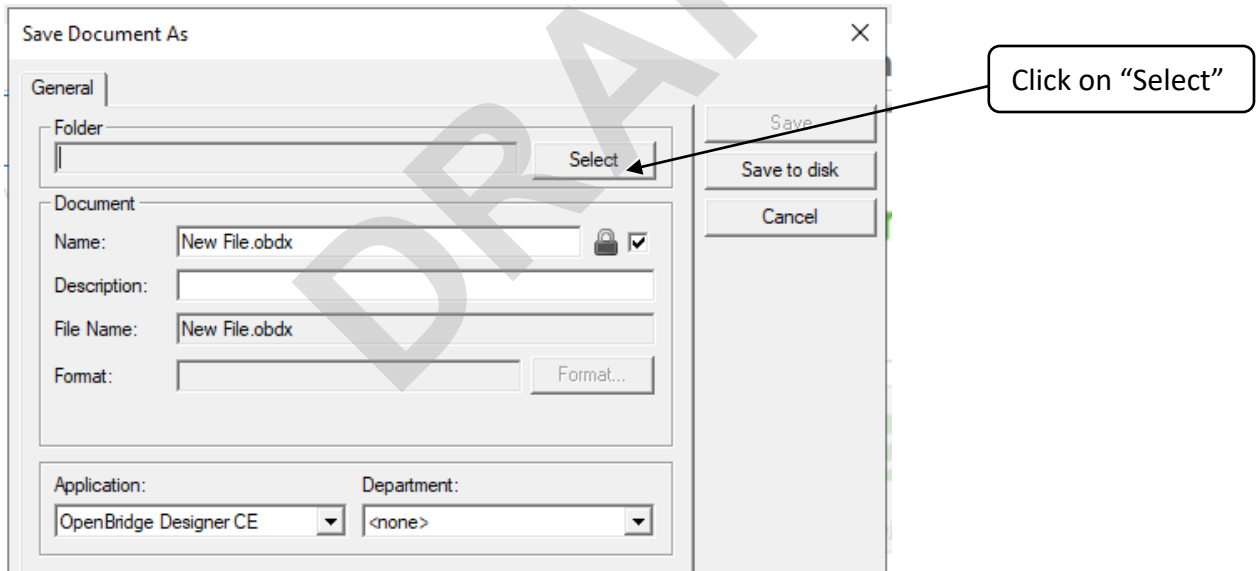 Save Document As
Click on “Select”
General
Folder
Select
Save
Save to disk
Cancel
Document
Name: New File.obdx
Description:
File Name: New File.obdx
Format: Format...
Application: Department:
OpenBridge Designer CE <none>